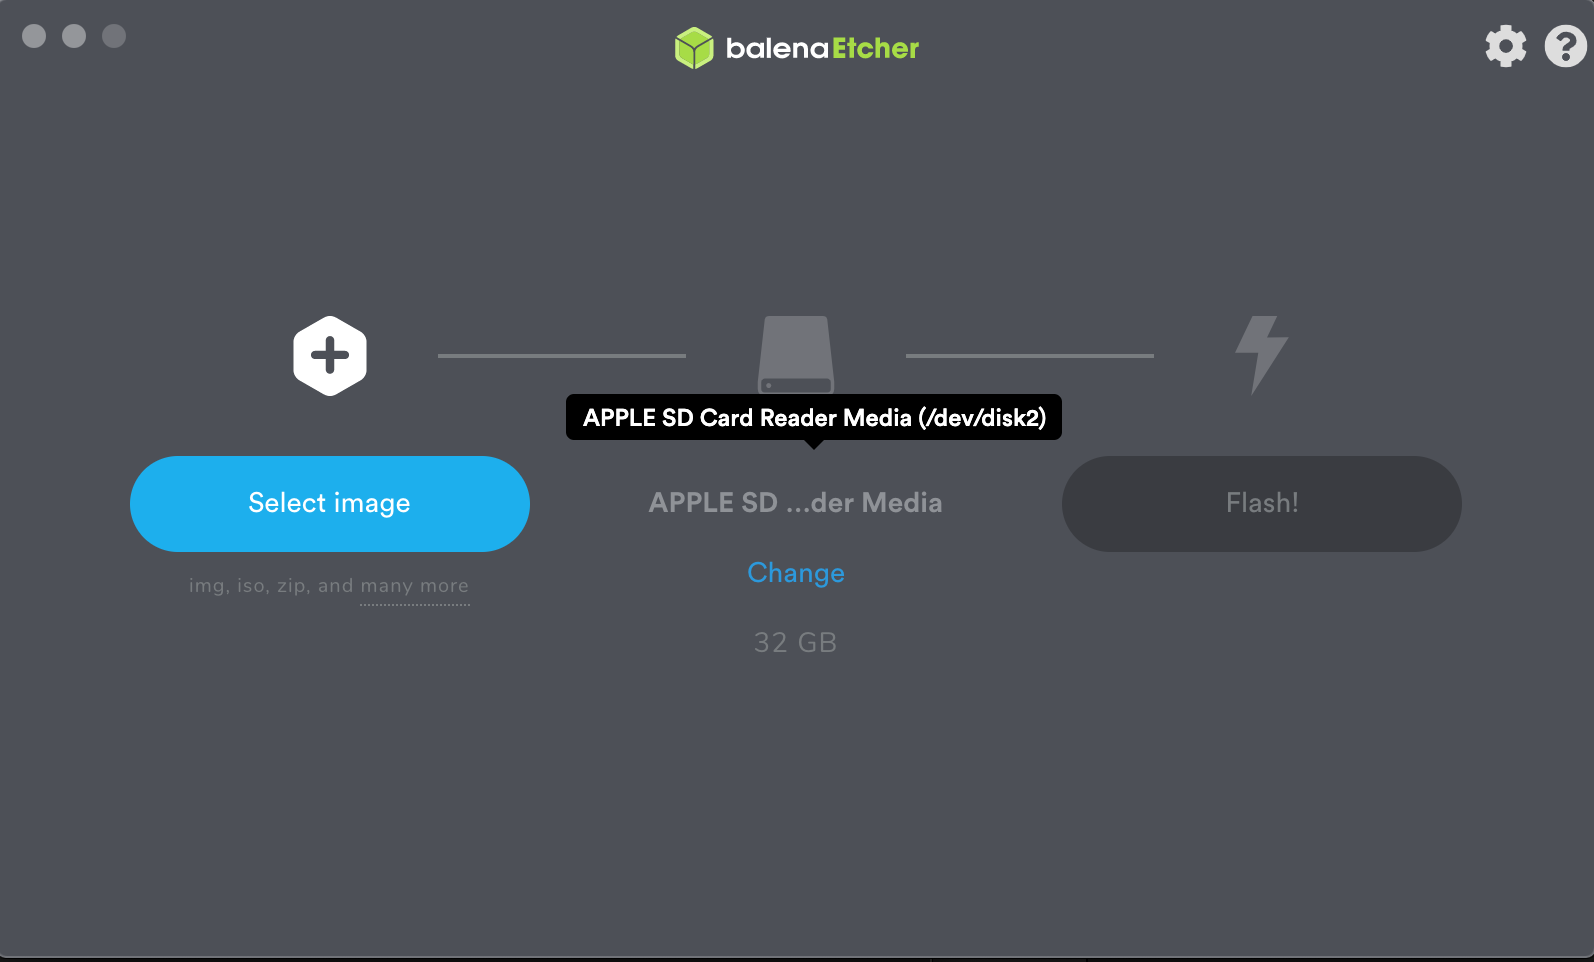 balenaEtcher
APPLE SD Card Reader Media (/dev/disk2)
Select image
APPLE SD ...der Media
Flash!
Change
img, iso, zip, and many more
32 GB